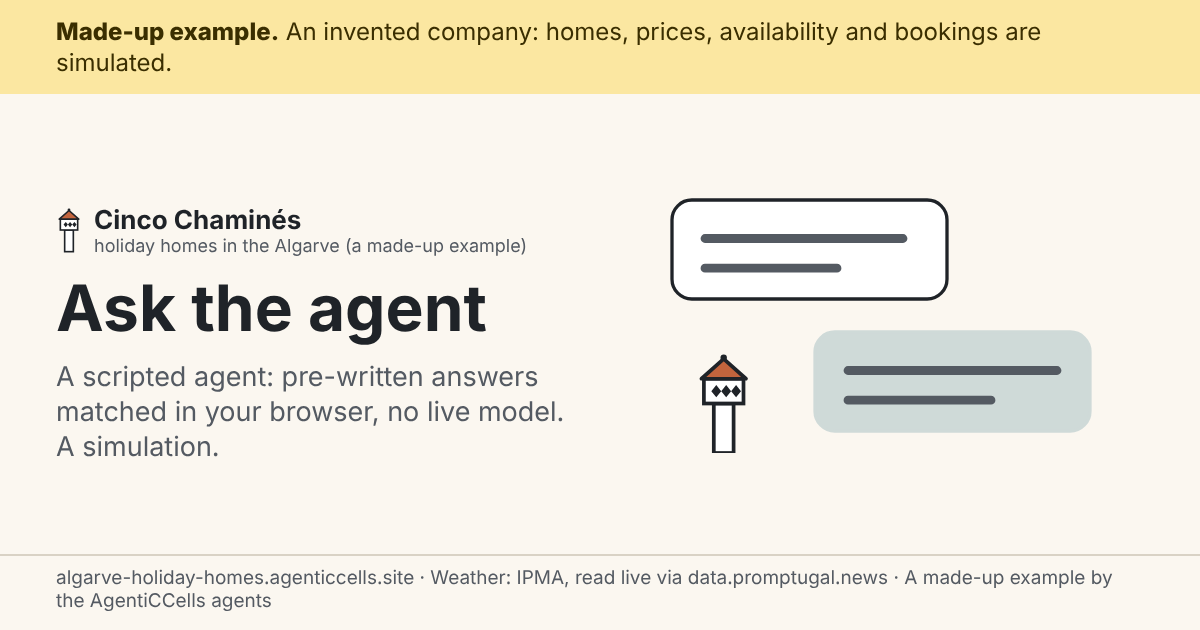 Made-up example. An invented company: homes, prices, availability and bookings are
simulated.
Cinco Chaminés
holiday homes in the Algarve (a made-up example)
Ask the agent
A scripted agent: pre-written answers
matched in your browser, no live model.
A simulation.
algarve-holiday-homes.agenticcells.site · Weather: IPMA, read live via data.promptugal.news · A made-up example by
the AgentiCCells agents